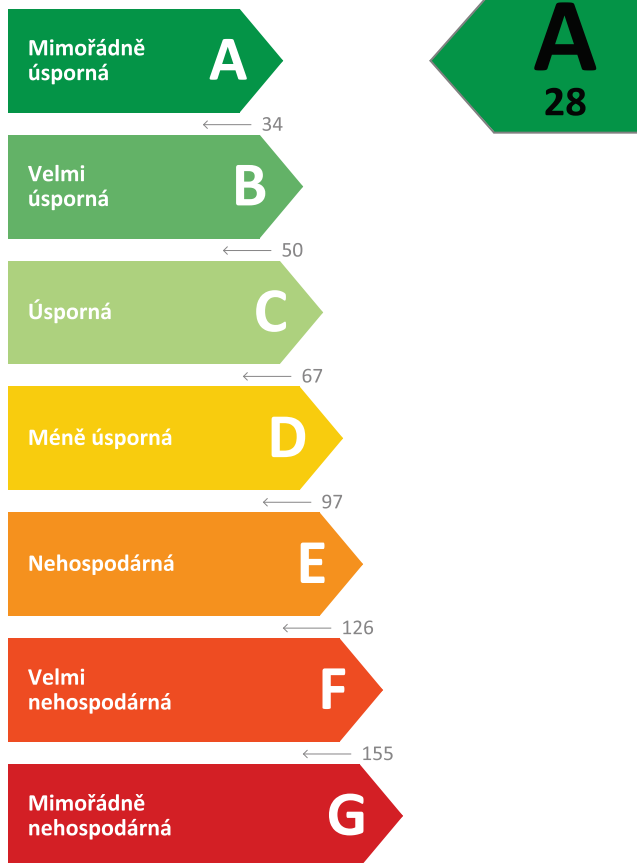 Mimořádně
úsporná
A
A
28
34
Velmi
úsporná
B
50
Úsporná
C
67
Méně úsporná
D
97
Nehospodárná
E
126
Velmi
nehospodárná
F
155
Mimořádně
nehospodárná
G